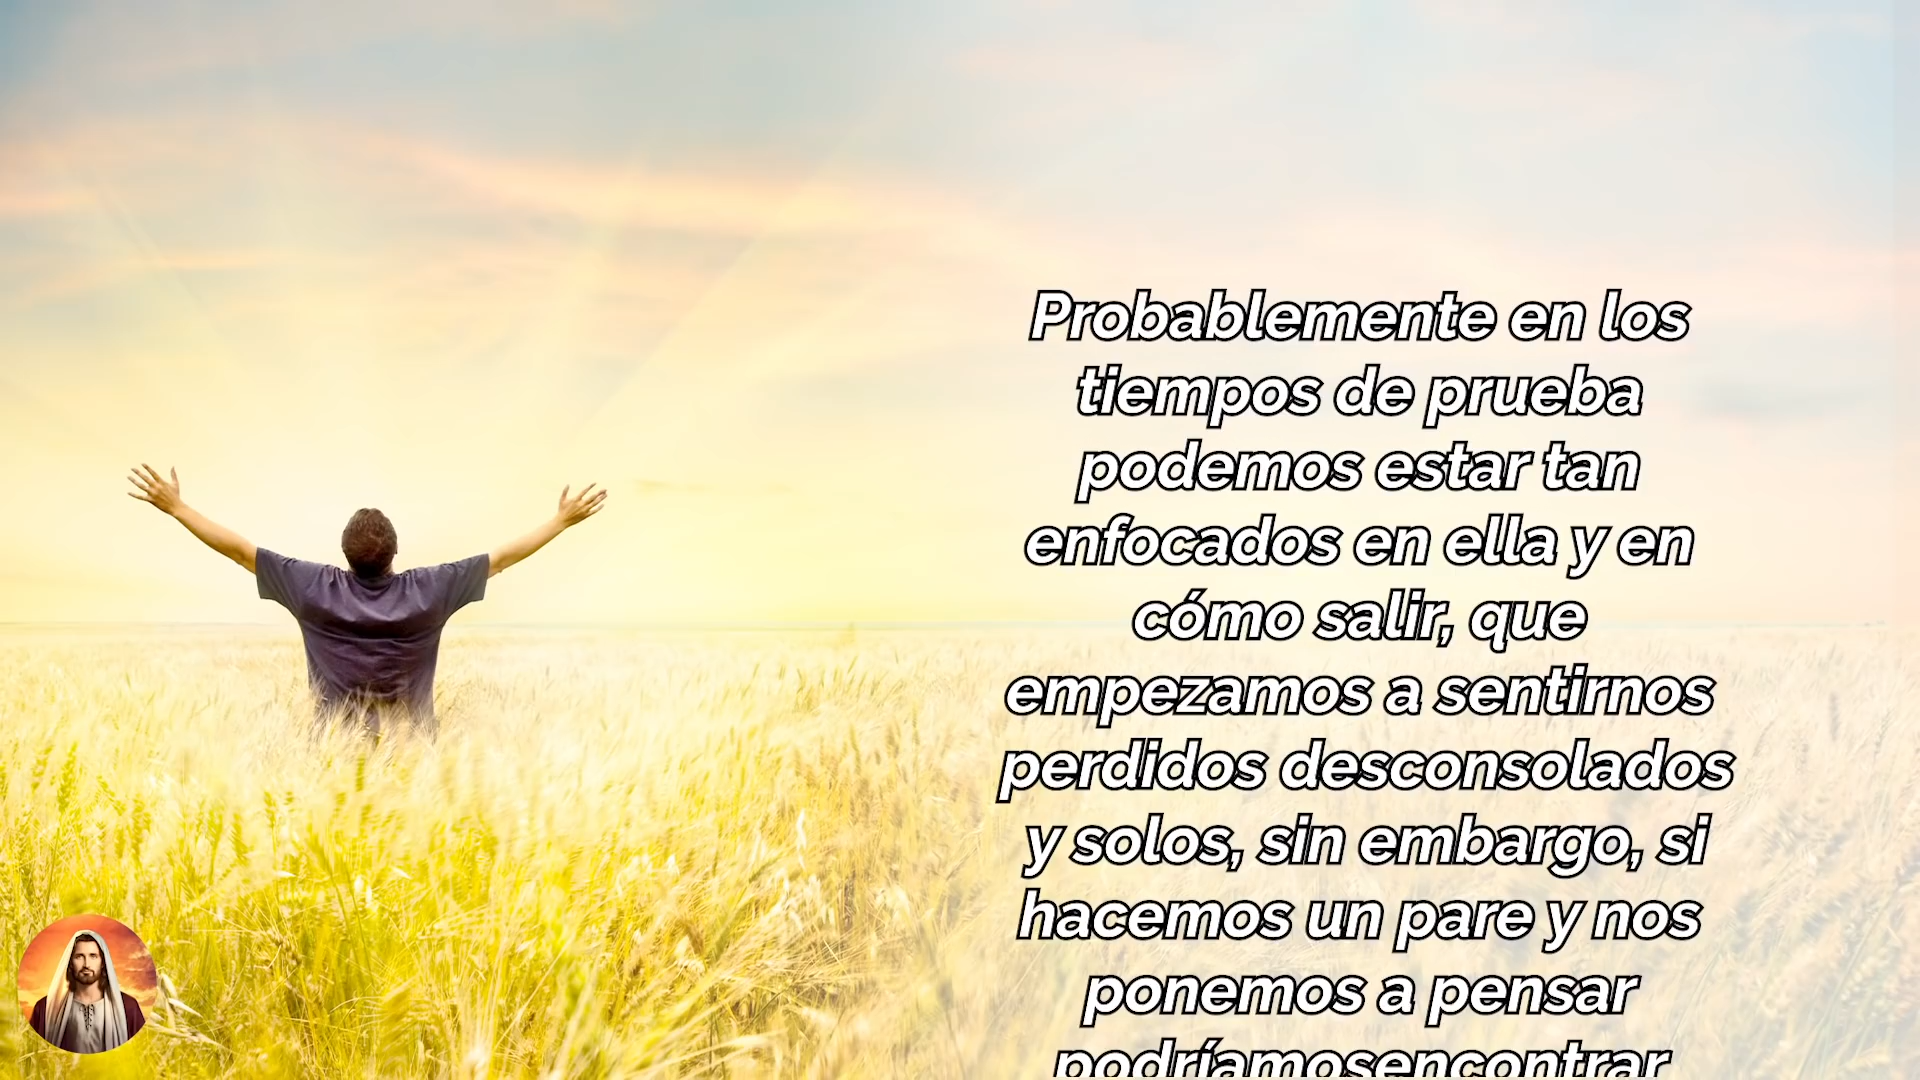 Probablemente en los
tiempos de prueba
podemos estar tan
enfocados en ella y en
cómo salir, que
empezamos a sentirnos
perdidos desconsolados
y solos, sin embargo, si
hacemos un pare y nos
ponemos a pensar
podríamosencontrar